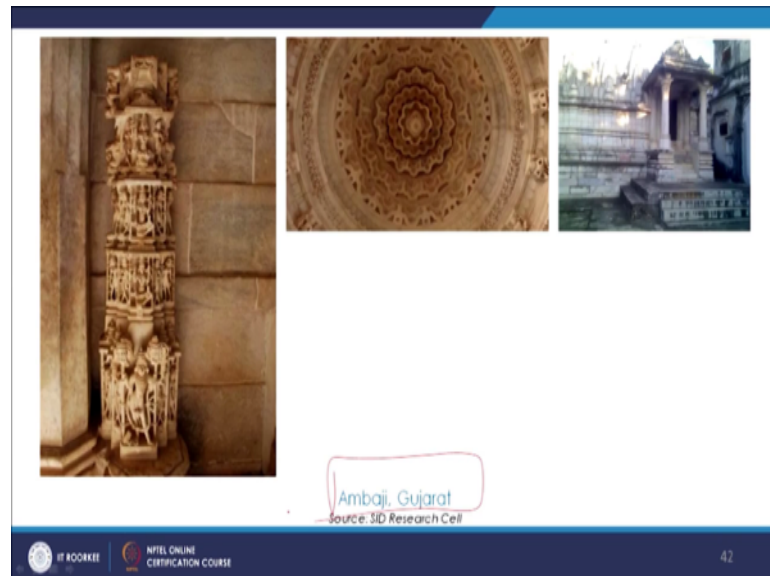 Ambaji, Gujarat
Source: SID Research Cell
IIT ROORKEE
NPTEL ONLINE
CERTIFICATION COURSE
42